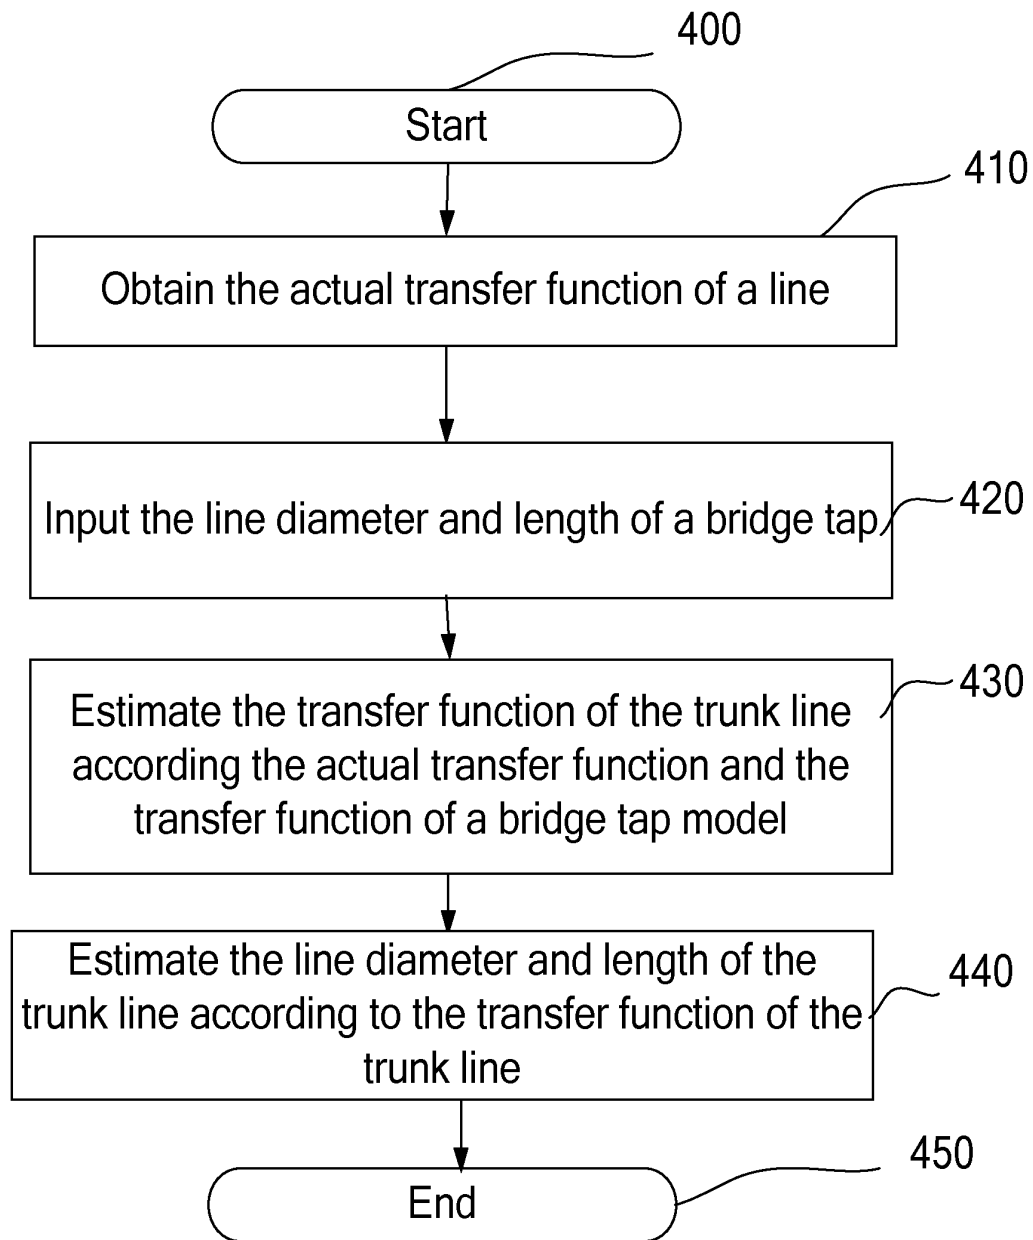 400
Start
410
Obtain the actual transfer function of a line
Input the line diameter and length of a bridge tap
420
Estimate the transfer function of the trunk line
according the actual transfer function and the
transfer function of a bridge tap model
430
Estimate the line diameter and length of the
trunk line according to the transfer function of the
trunk line
440
450
End